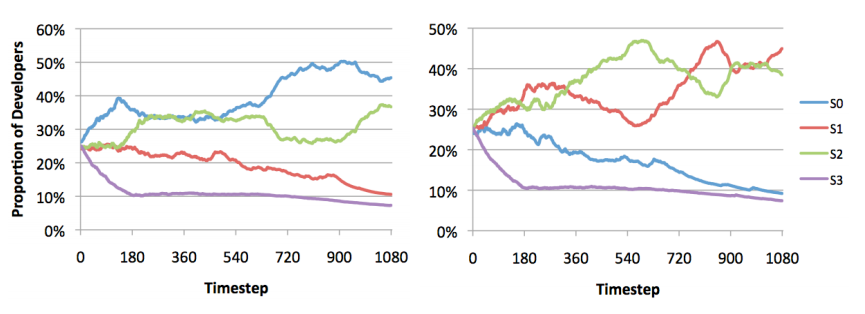 Proportion of Developers
60%
50%
40%
30%
20%
10%
0%
0 180 360 540 720 900 1080
Timestep
50%
40%
30%
20%
10%
0%
0 180 360 540 720 900 1080
Timestep
S0
S1
S2
S3